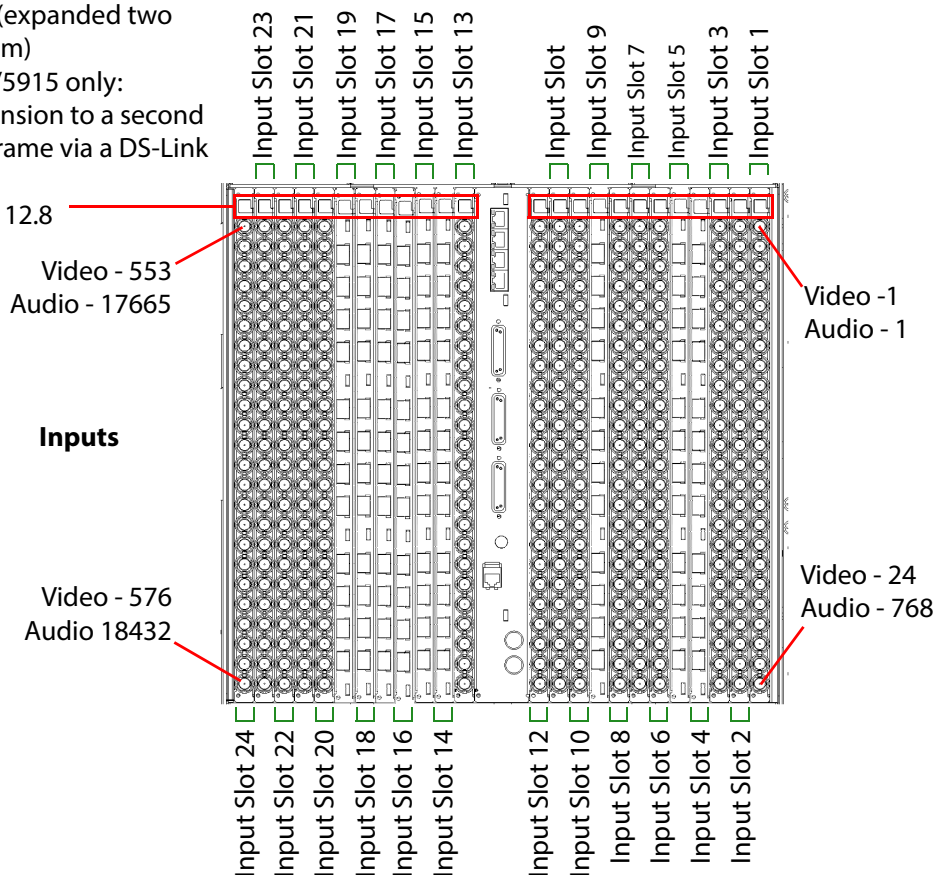 (expanded two
m)
/5915 only:
nsion to a second
rame via a DS-Link
12.8
Video - 553
Audio - 17665
Inputs
Video - 576
Audio 18432
Input Slot 23
Input Slot 21
Input Slot 19
Input Slot 17
Input Slot 15
Input Slot 13
Input Slot
Input Slot 9
Input Slot 7
Input Slot 5
Input Slot 3
Input Slot 1
Video -1
Audio - 1
Video - 24
Audio - 768
Input Slot 24
Input Slot 22
Input Slot 20
Input Slot 18
Input Slot 16
Input Slot 14
Input Slot 12
Input Slot 10
Input Slot 8
Input Slot 6
Input Slot 4
Input Slot 2